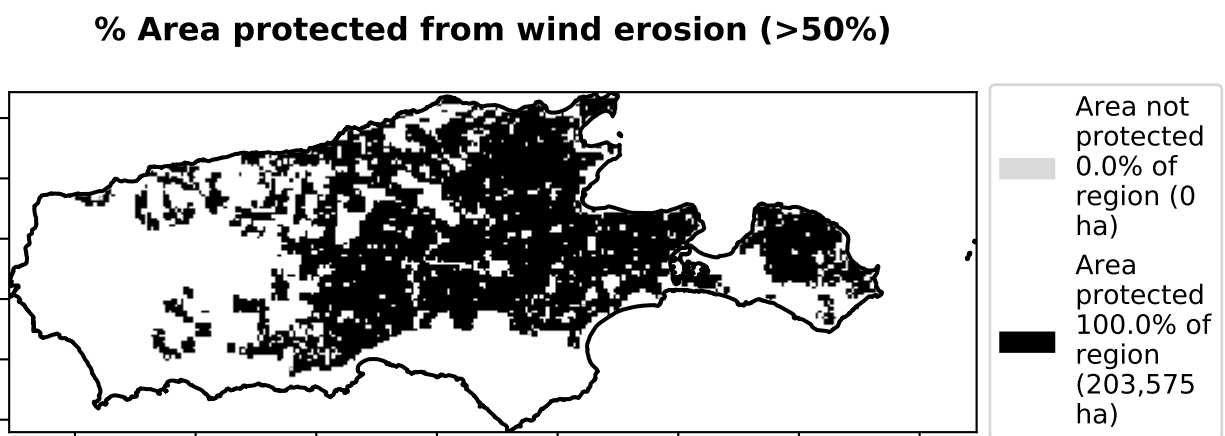 % Area protected from wind erosion (>50%)
Area not
protected
0.0% of
region (0
ha)
Area
protected
100.0% of
region
(203,575
ha)